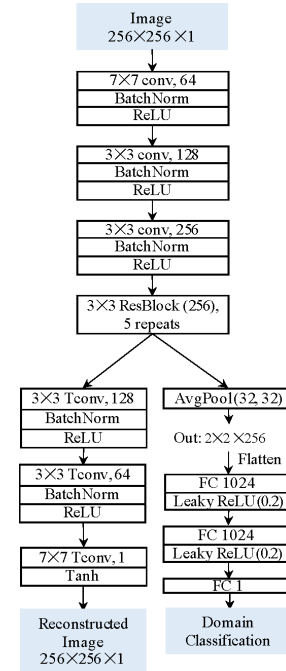 Image
256×256 ×1
7×7 conv, 64
BatchNorm
ReLU
3×3 conv, 128
BatchNorm
ReLU
3×3 conv, 256
BatchNorm
ReLU
3×3 ResBlock (256),
5 repeats
3×3 Tconv, 128
BatchNorm
ReLU
3×3 Tconv, 64
BatchNorm
ReLU
7×7 Tconv, 1
Tanh
Reconstructed
Image
256×256×1
AvgPool(32, 32)
Out: 2×2 ×256
Flatten
FC 1024
Leaky ReLU(0.2)
FC 1024
Leaky ReLU(0.2)
FC 1
Domain
Classification